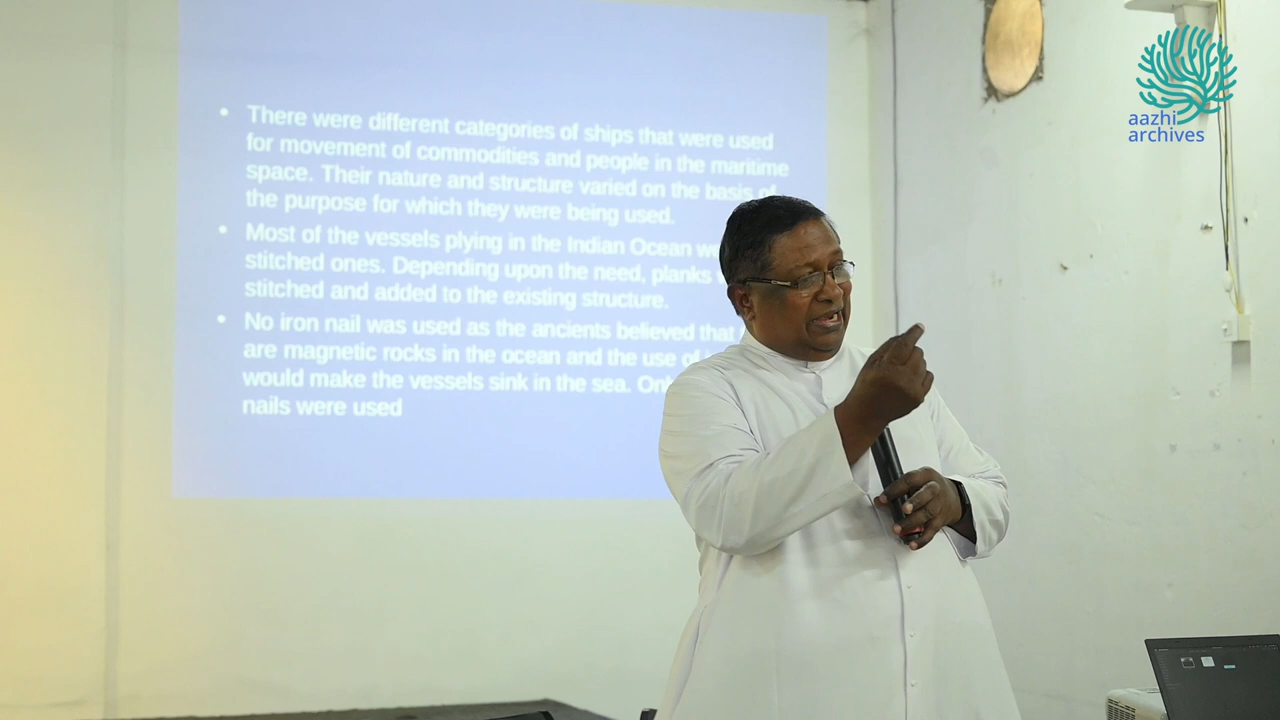 aazhi
archives
• There were different categories of ships that were used
for movement of commodities and people in the maritime
space. Their nature and structure varied on the basis of
the purpose for which they were being used.
• Most of the vessels plying in the Indian Ocean
stitched ones. Depending upon the need, planks
stitched and added to the existing structure.
• No iron nail was used as the ancients believed that
are magnetic rocks in the ocean and the use of
would make the vessels sink in the sea.
nails were used